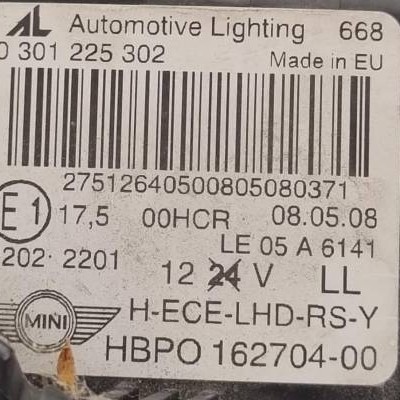 AL Automotive Lighting 668
0 301 225 302 Made in EU
27512640500805080371
E1 17,5 00HCR 08.05.08
LE 05 A 6141
202 2201
12 24 V LL
MINI H-ECE-LHD-RS-Y
HBPO 162704-00